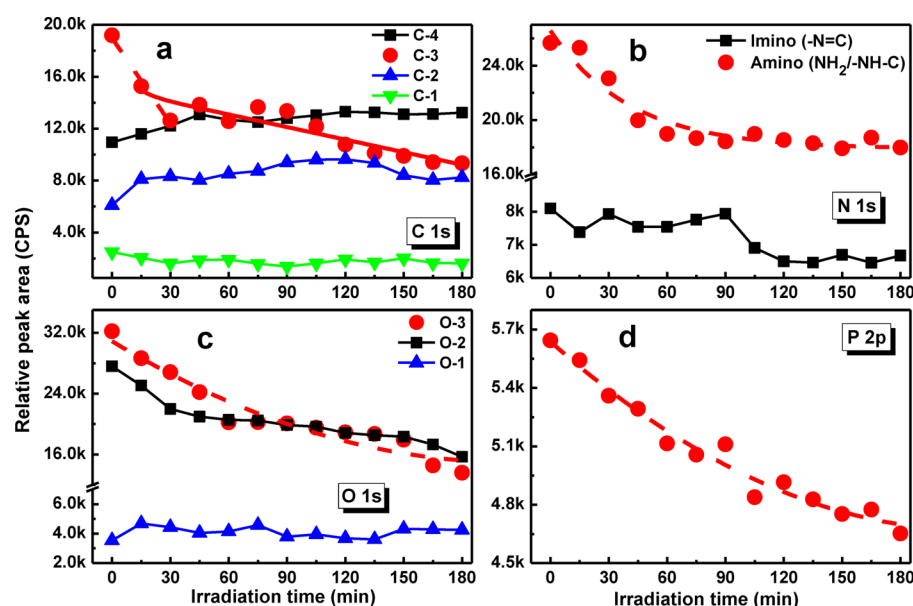 Relative peak area (CPS)
a
20.0k
16.0k
12.0k
8.0k
4.0k
C-4
C-3
C-2
C-1
C 1s
0 30 60 90 120 150 180
b
26.0k
22.0k
18.0k
8k
7k
6k
Imino (-N=C)
Amino (NH₂/-NH-C)
N 1s
0 30 60 90 120 150 180
c
32.0k
24.0k
16.0k
6.0k
4.0k
2.0k
O-3
O-2
O-1
O 1s
0 30 60 90 120 150 180
Irradiation time (min)
d
5.7k
5.4k
5.1k
4.8k
4.5k
P 2p
0 30 60 90 120 150 180
Irradiation time (min)